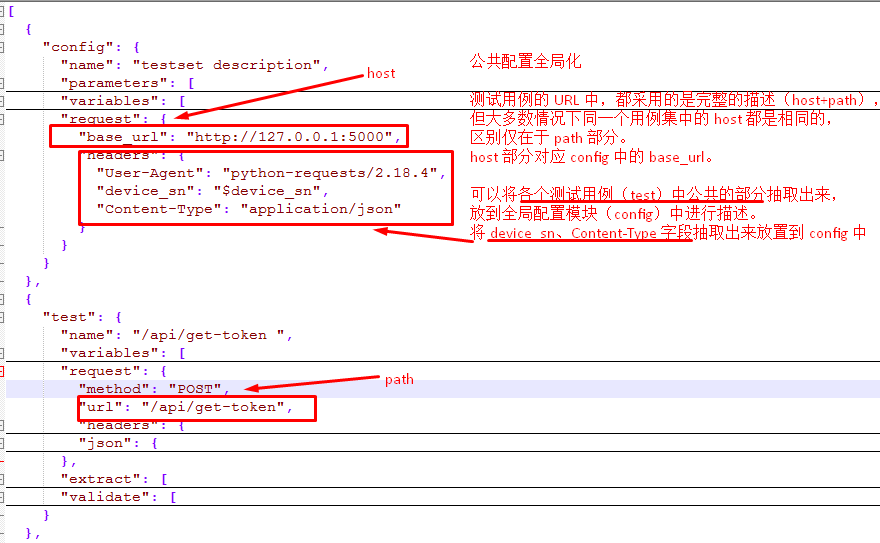 [
{
"config": {
"name": "testset description",
公共配置全局化
host
"parameters": [
"variables": [
测试用例的 URL 中，都采用的是完整的描述（host+path），
"request": {
但大多数情况下同一个用例集中的 host 都是相同的，
"base_url": "http://127.0.0.1:5000",
区别仅在于 path 部分。
"headers": {
host 部分对应 config 中的 base_url。
"User-Agent": "python-requests/2.18.4",
"device_sn": "$device_sn",
可以将各个测试用例（test）中公共的部分抽取出来，
"Content-Type": "application/json"
放到全局配置模块（config）中进行描述。
}
将 device_sn、Content-Type 字段抽取出来放置到 config 中
}
}
},
{
"test": {
"name": "/api/get-token ",
"variables": [
"request": {
path
"method": "POST",
"url": "/api/get-token",
"headers": {
"json": {
},
"extract": [
"validate": [
}
},